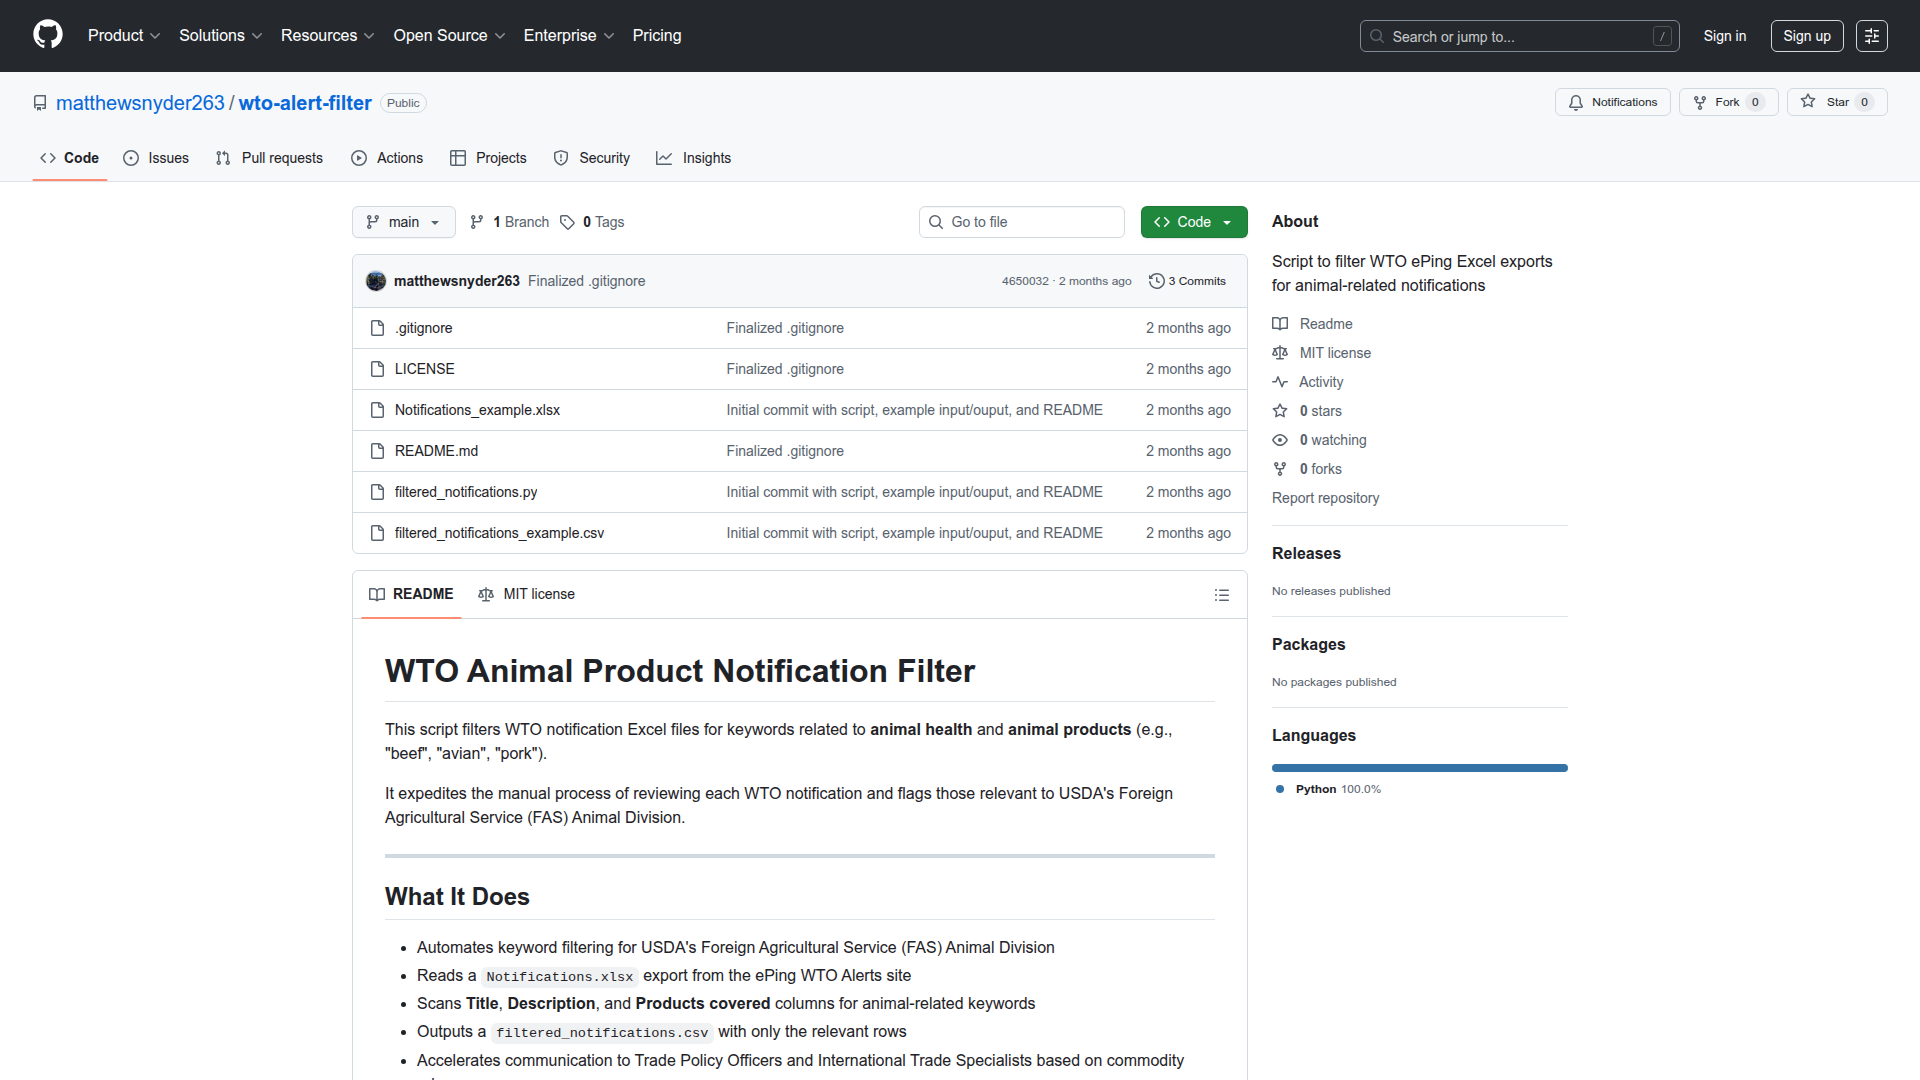 Product Solutions Resources Open Source Enterprise Pricing Search or jump to... / Sign in Sign up
matthewsnyder263 / wto-alert-filter Public Notifications Fork 0 Star 0
Code Issues Pull requests Actions Projects Security Insights
main 1 Branch 0 Tags Go to file Code
matthewsnyder263 Finalized .gitignore 4650032 · 2 months ago 3 Commits
.gitignore Finalized .gitignore 2 months ago
LICENSE Finalized .gitignore 2 months ago
Notifications_example.xlsx Initial commit with script, example input/ouput, and README 2 months ago
README.md Finalized .gitignore 2 months ago
filtered_notifications.py Initial commit with script, example input/ouput, and README 2 months ago
filtered_notifications_example.csv Initial commit with script, example input/ouput, and README 2 months ago
README MIT license
WTO Animal Product Notification Filter
This script filters WTO notification Excel files for keywords related to animal health and animal products (e.g.,
"beef", "avian", "pork").
It expedites the manual process of reviewing each WTO notification and flags those relevant to USDA's Foreign
Agricultural Service (FAS) Animal Division.
What It Does
Automates keyword filtering for USDA's Foreign Agricultural Service (FAS) Animal Division
Reads a Notifications.xlsx export from the ePing WTO Alerts site
Scans Title, Description, and Products covered columns for animal-related keywords
Outputs a filtered_notifications.csv with only the relevant rows
Accelerates communication to Trade Policy Officers and International Trade Specialists based on commodity
About
Script to filter WTO ePing Excel exports
for animal-related notifications
Readme
MIT license
Activity
0 stars
0 watching
0 forks
Report repository
Releases
No releases published
Packages
No packages published
Languages
Python 100.0%